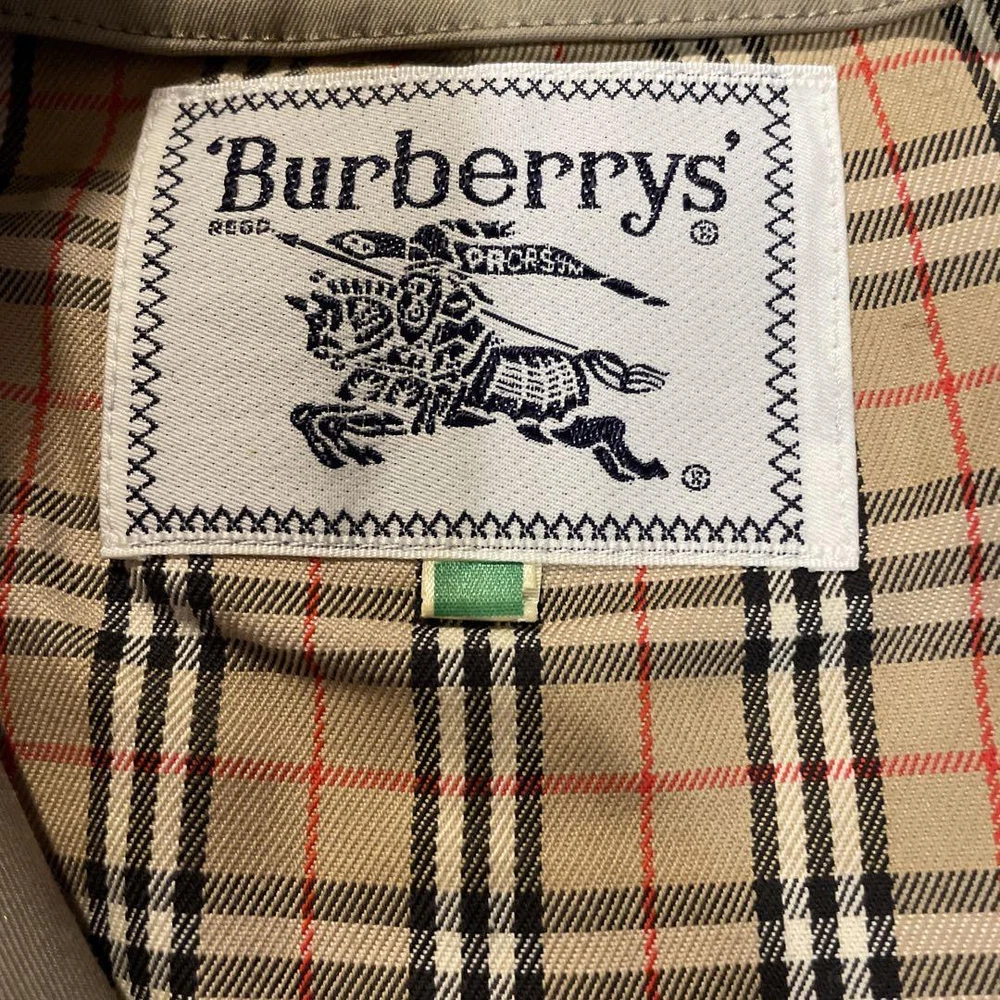 'Burberrys'
REGD.
®
PRORSUM
®